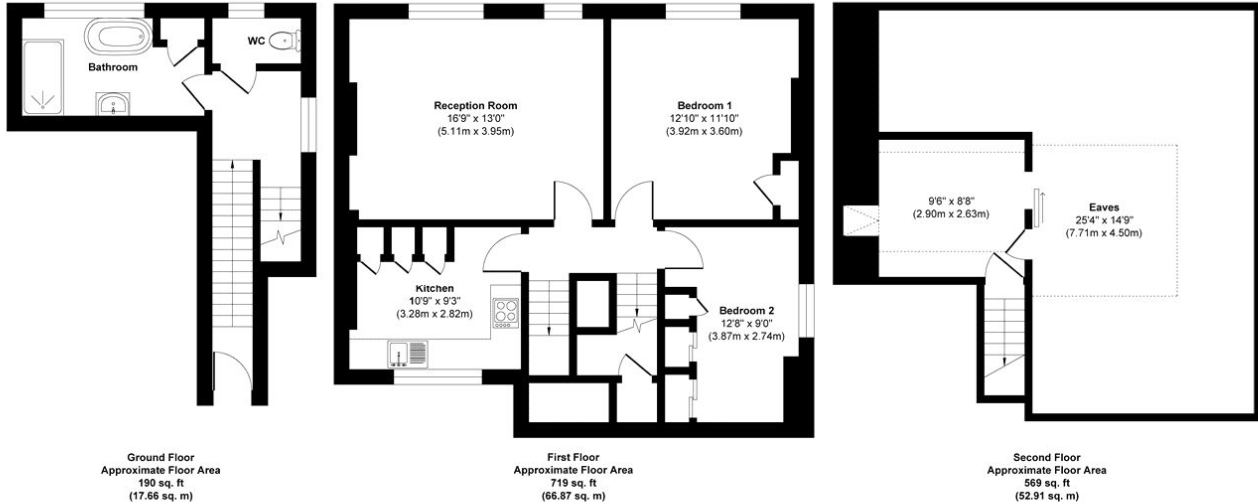 Bathroom
WC
Ground Floor
Approximate Floor Area
190 sq. ft
(17.66 sq. m)
Reception Room
16'9" x 13'0"
(5.11m x 3.95m)
Bedroom 1
12'10" x 11'10"
(3.92m x 3.60m)
Kitchen
10'9" x 9'3"
(3.28m x 2.82m)
Bedroom 2
12'8" x 9'0"
(3.87m x 2.74m)
First Floor
Approximate Floor Area
719 sq. ft
(66.87 sq. m)
9'6" x 8'8"
(2.90m x 2.63m)
Eaves
25'4" x 14'9"
(7.71m x 4.50m)
Second Floor
Approximate Floor Area
569 sq. ft
(52.91 sq. m)